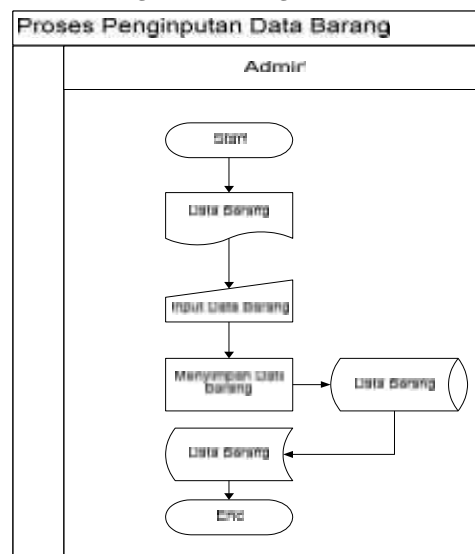 Proses Penginputan Data Barang
Admin
Start
Data Barang
Input Data Barang
Menyimpan Data
barang
Data Barang
Data Barang
End